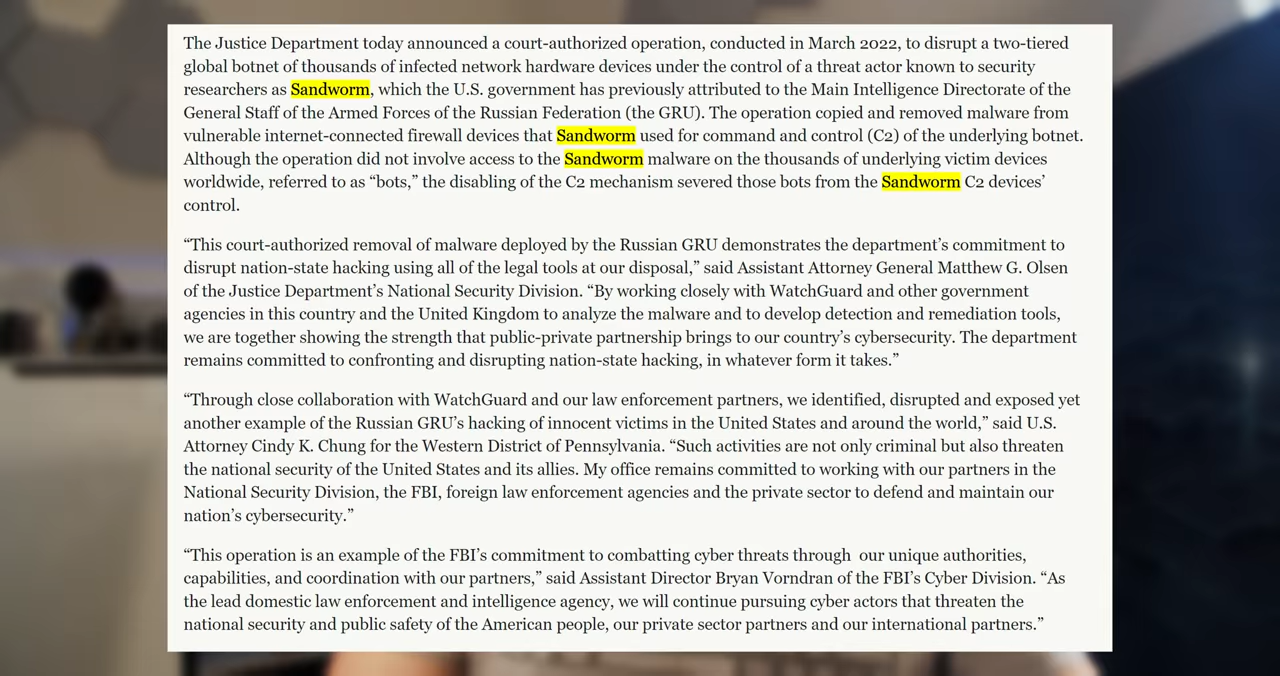 The Justice Department today announced a court-authorized operation, conducted in March 2022, to disrupt a two-tiered
global botnet of thousands of infected network hardware devices under the control of a threat actor known to security
researchers as Sandworm, which the U.S. government has previously attributed to the Main Intelligence Directorate of the
General Staff of the Armed Forces of the Russian Federation (the GRU). The operation copied and removed malware from
vulnerable internet-connected firewall devices that Sandworm used for command and control (C2) of the underlying botnet.
Although the operation did not involve access to the Sandworm malware on the thousands of underlying victim devices
worldwide, referred to as “bots,” the disabling of the C2 mechanism severed those bots from the Sandworm C2 devices’
control.
“This court-authorized removal of malware deployed by the Russian GRU demonstrates the department’s commitment to
disrupt nation-state hacking using all of the legal tools at our disposal,” said Assistant Attorney General Matthew G. Olsen
of the Justice Department’s National Security Division. “By working closely with WatchGuard and other government
agencies in this country and the United Kingdom to analyze the malware and to develop detection and remediation tools,
we are together showing the strength that public-private partnership brings to our country’s cybersecurity. The department
remains committed to confronting and disrupting nation-state hacking, in whatever form it takes.”
“Through close collaboration with WatchGuard and our law enforcement partners, we identified, disrupted and exposed yet
another example of the Russian GRU’s hacking of innocent victims in the United States and around the world,” said U.S.
Attorney Cindy K. Chung for the Western District of Pennsylvania. “Such activities are not only criminal but also threaten
the national security of the United States and its allies. My office remains committed to working with our partners in the
National Security Division, the FBI, foreign law enforcement agencies and the private sector to defend and maintain our
nation’s cybersecurity.”
“This operation is an example of the FBI’s commitment to combatting cyber threats through our unique authorities,
capabilities, and coordination with our partners,” said Assistant Director Bryan Vorndran of the FBI’s Cyber Division. “As
the lead domestic law enforcement and intelligence agency, we will continue pursuing cyber actors that threaten the
national security and public safety of the American people, our private sector partners and our international partners.”